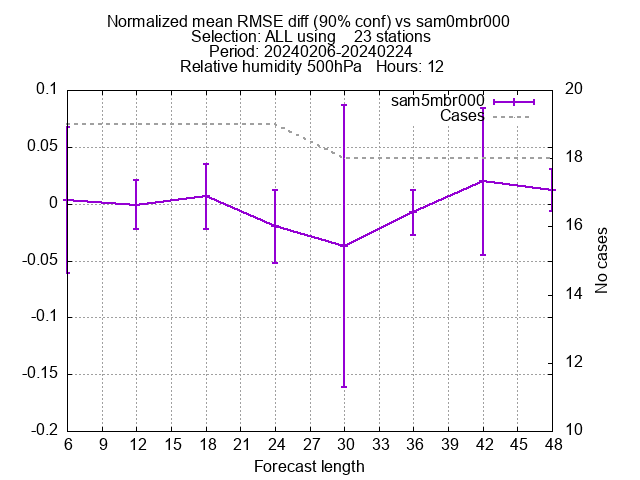 Normalized mean RMSE diff (90% conf) vs sam0mbr000
Selection: ALL using    23 stations
Period: 20240206-20240224
Relative humidity 500hPa   Hours: 12
sam5mbr000
Cases
0.1
0.05
0
-0.05
-0.1
-0.15
-0.2
20
18
16
14
12
10
No cases
6 9 12 15 18 21 24 27 30 33 36 39 42 45 48
Forecast length